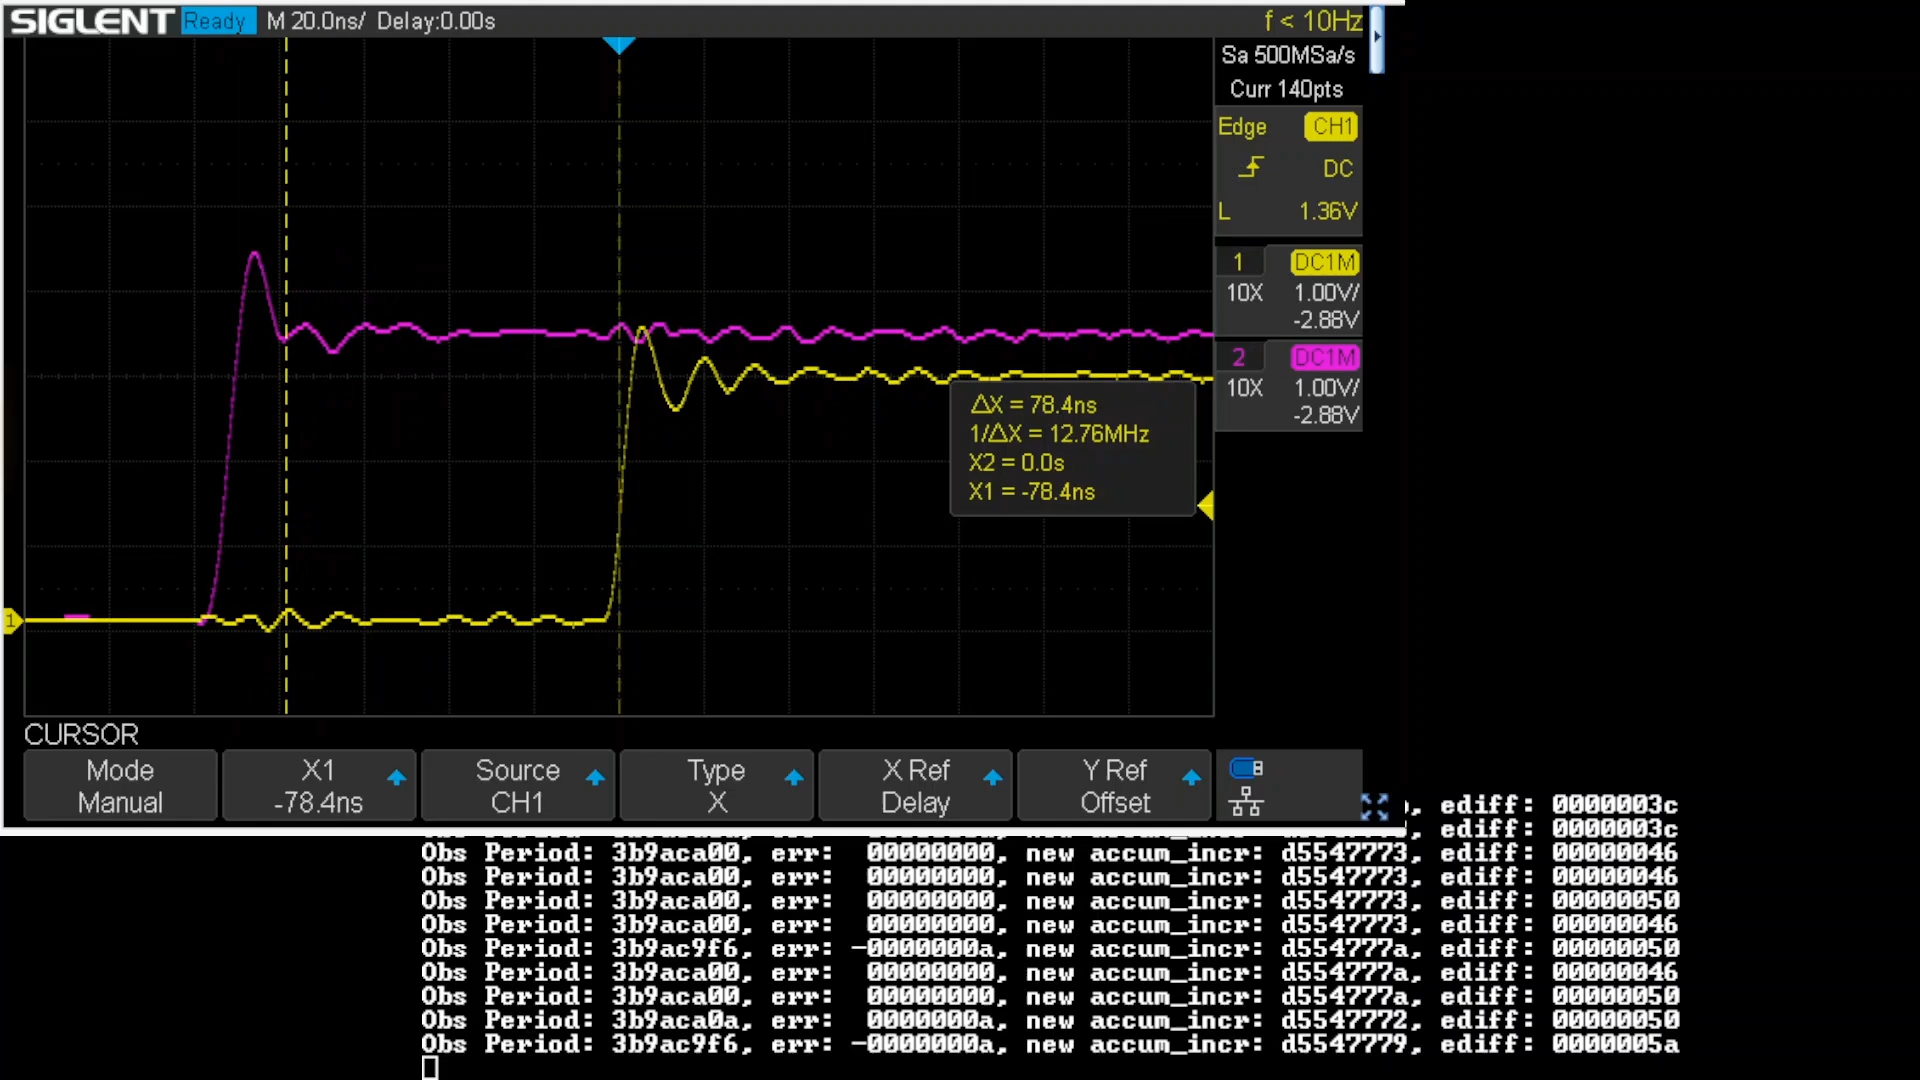 SIGLENT Ready M 20.0ns/ Delay:0.00s f < 10Hz
Sa 500MSa/s
Curr 140pts
Edge CH1
DC
L 1.36V
1 DC1M
10X 1.00V/
-2.88V
2 DC1M
10X 1.00V/
-2.88V
△X = 78.4ns
1/△X = 12.76MHz
X2 = 0.0s
X1 = -78.4ns
1
CURSOR
Mode X1 Source Type X Ref Y Ref
Manual -78.4ns CH1 X Delay Offset
, ediff: 0000003c
, ediff: 0000003c
Obs Period: 3b9aca00, err:  00000000, new accum_incr: d5547773, ediff: 00000046
Obs Period: 3b9aca00, err:  00000000, new accum_incr: d5547773, ediff: 00000046
Obs Period: 3b9aca00, err:  00000000, new accum_incr: d5547773, ediff: 00000050
Obs Period: 3b9aca00, err:  00000000, new accum_incr: d5547773, ediff: 00000046
Obs Period: 3b9ac9f6, err: -0000000a, new accum_incr: d554777a, ediff: 00000050
Obs Period: 3b9aca00, err:  00000000, new accum_incr: d554777a, ediff: 00000046
Obs Period: 3b9aca00, err:  00000000, new accum_incr: d554777a, ediff: 00000050
Obs Period: 3b9aca0a, err:  0000000a, new accum_incr: d5547772, ediff: 00000050
Obs Period: 3b9ac9f6, err: -0000000a, new accum_incr: d5547779, ediff: 0000005a